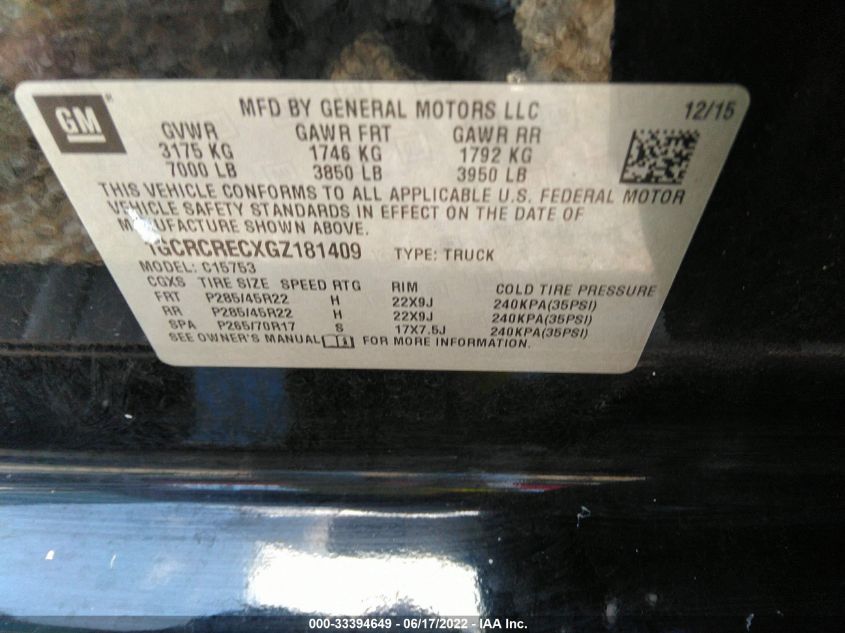 GM
MFD BY GENERAL MOTORS LLC 12/15
GVWR GAWR FRT GAWR RR
3175 KG 1746 KG 1792 KG
7000 LB 3850 LB 3950 LB
THIS VEHICLE CONFORMS TO ALL APPLICABLE U.S. FEDERAL MOTOR
VEHICLE SAFETY STANDARDS IN EFFECT ON THE DATE OF
MANUFACTURE SHOWN ABOVE.
1GCRCRECXGZ181409 TYPE: TRUCK
MODEL: C15753
CGXS TIRE SIZE SPEED RTG RIM COLD TIRE PRESSURE
FRT P285/45R22 H 22X9J 240KPA(35PSI)
RR P285/45R22 H 22X9J 240KPA(35PSI)
SPA P265/70R17 S 17X7.5J 240KPA(35PSI)
SEE OWNER'S MANUAL FOR MORE INFORMATION.
000-33394649 - 06/17/2022 - IAA Inc.